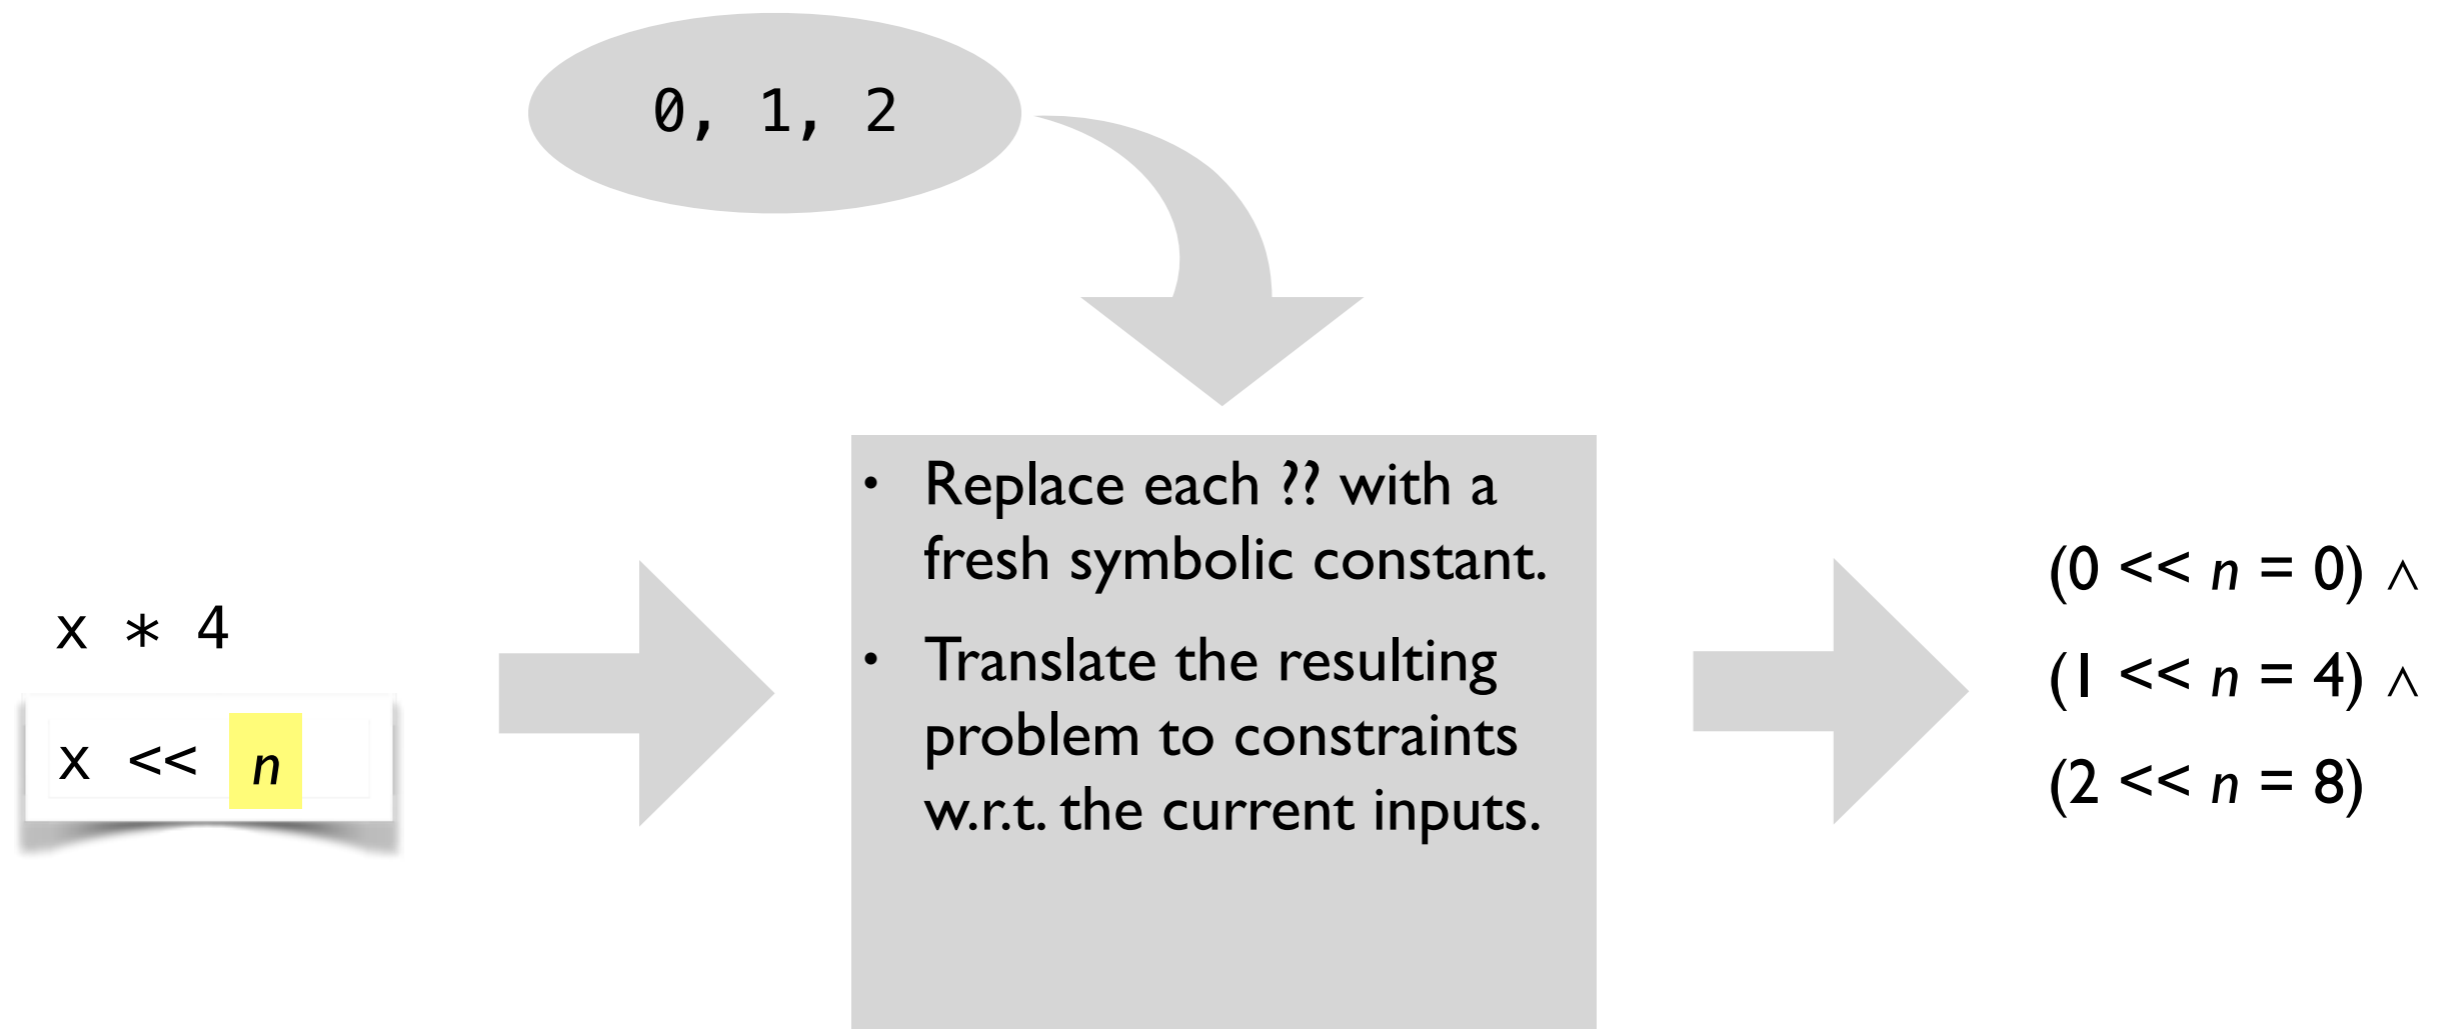 0, 1, 2
x * 4
x << n
• Replace each ?? with a
fresh symbolic constant.
• Translate the resulting
problem to constraints
w.r.t. the current inputs.
(0 << n = 0) ∧
(1 << n = 4) ∧
(2 << n = 8)